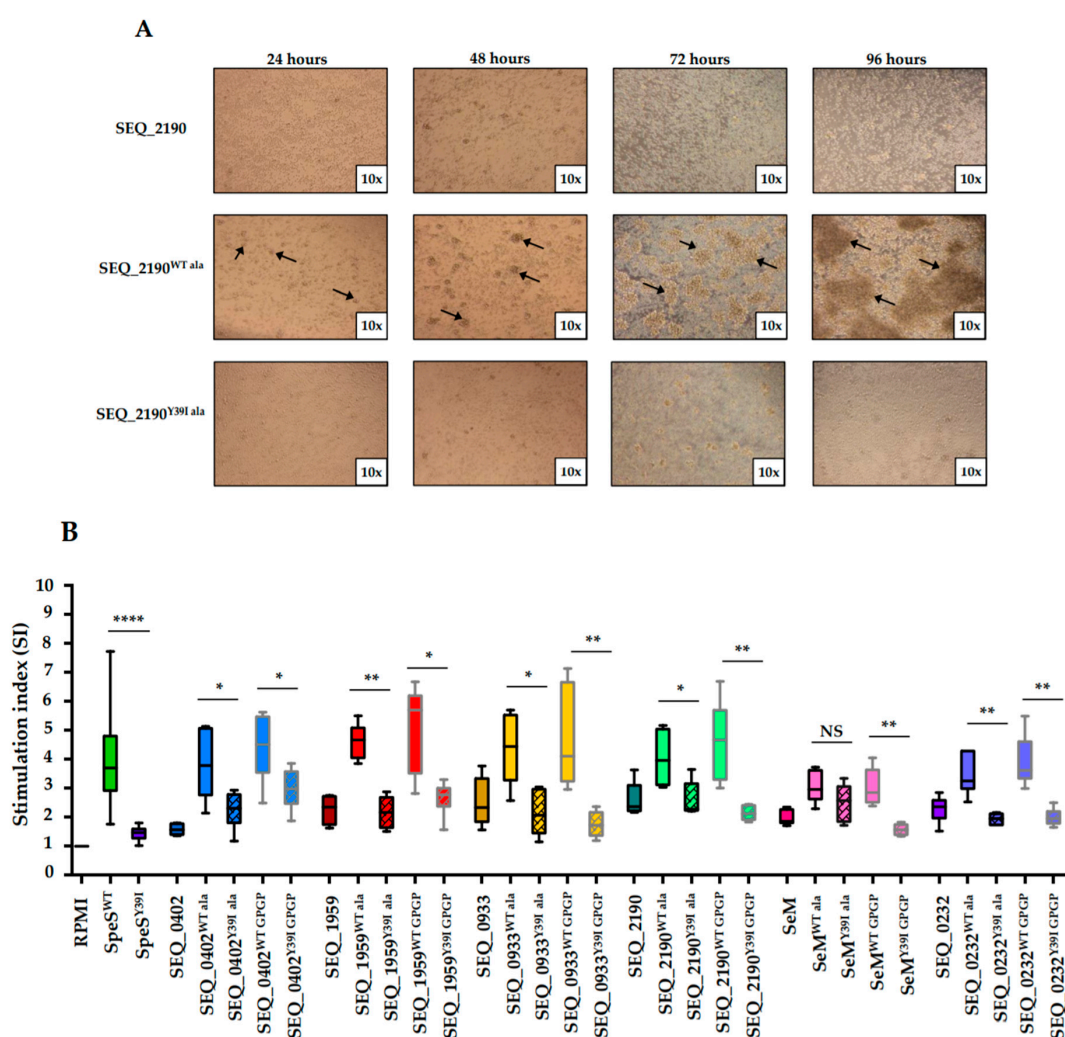 A
24 hours 48 hours 72 hours 96 hours
SEQ_2190
10x 10x 10x 10x
SEQ_2190WT ala
10x 10x 10x 10x
SEQ_2190Y39I ala
10x 10x 10x 10x
B
Stimulation index (SI)
10
9
8
7
6
5
4
3
2
1
0
**** * * ** * * ** * ** NS ** ** **
RPMI
SpeSWT
SpeSY39I
SEQ_0402
SEQ_0402WT ala
SEQ_0402Y39I ala
SEQ_0402WT GPGP
SEQ_0402Y39I GPGP
SEQ_1959
SEQ_1959WT ala
SEQ_1959Y39I ala
SEQ_1959WT GPGP
SEQ_1959Y39I GPGP
SEQ_0933
SEQ_0933WT ala
SEQ_0933Y39I ala
SEQ_0933WT GPGP
SEQ_0933Y39I GPGP
SEQ_2190
SEQ_2190WT ala
SEQ_2190Y39I ala
SEQ_2190WT GPGP
SEQ_2190Y39I GPGP
SeM
SeMWT ala
SeMY39I ala
SeMWT GPGP
SeMY39I GPGP
SEQ_0232
SEQ_0232WT ala
SEQ_0232Y39I ala
SEQ_0232WT GPGP
SEQ_0232Y39I GPGP